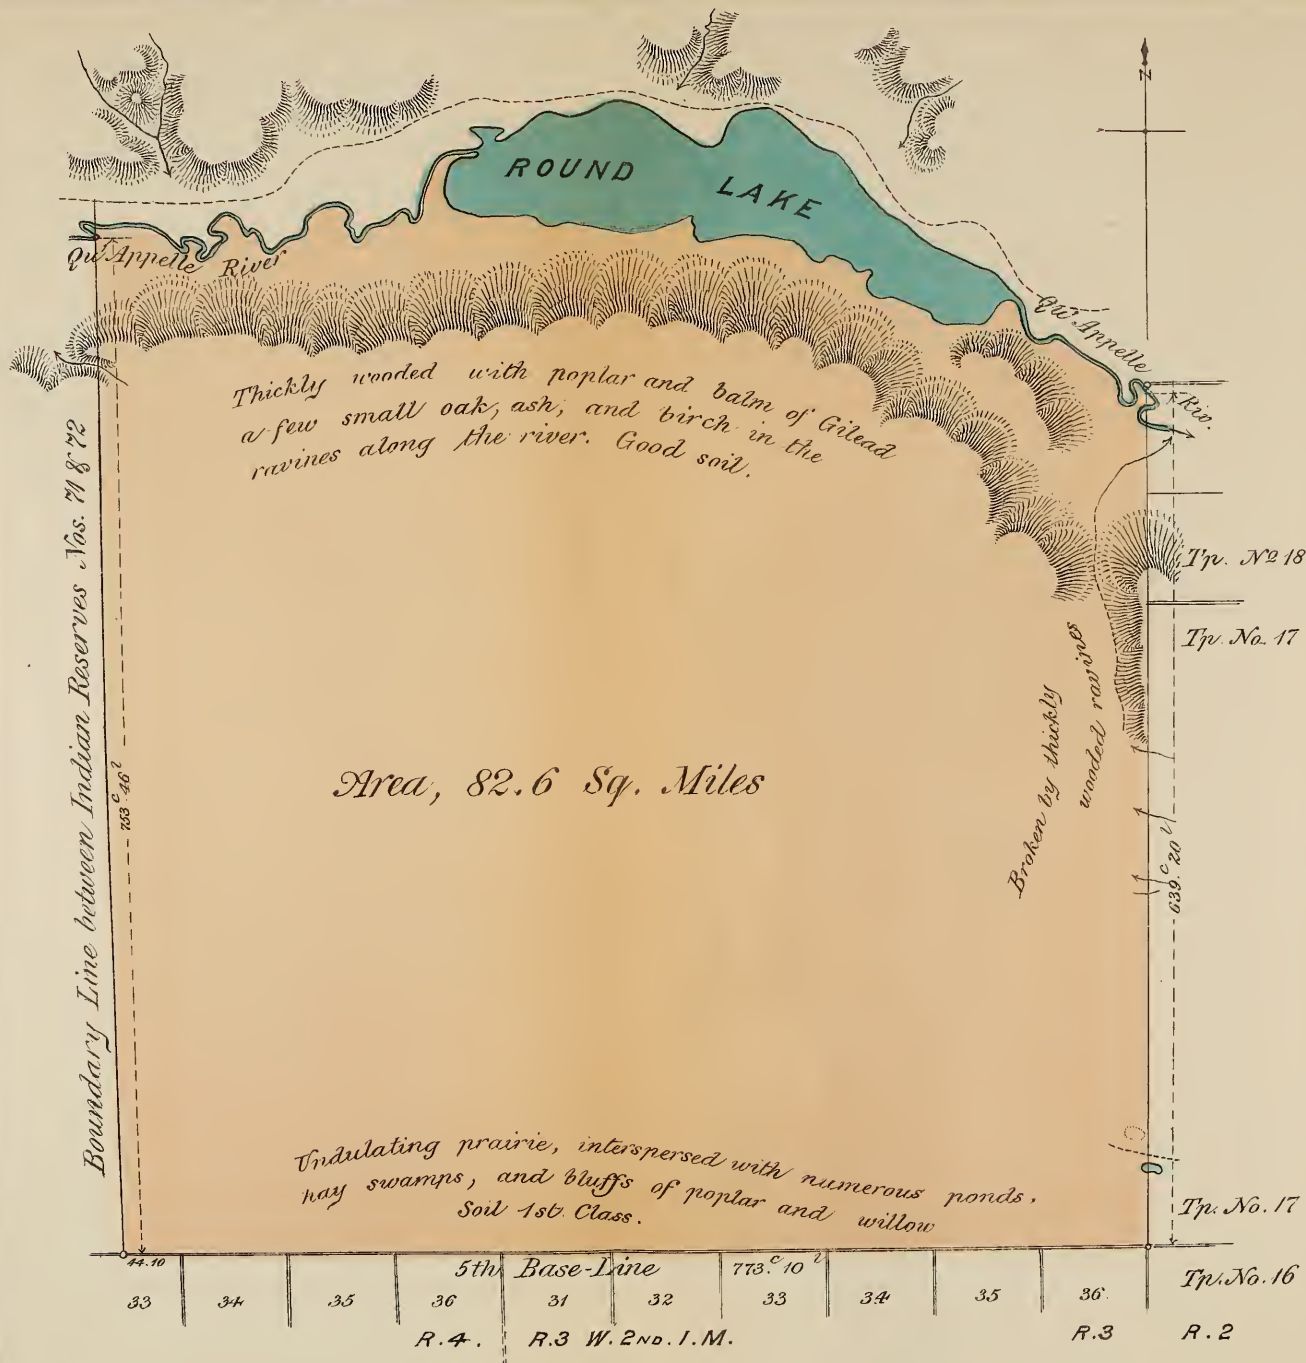 N
ROUND LAKE
Qu'Appelle River
Qu'Appelle Riv.
Thickly wooded with poplar and balm of Gilead
a few small oak, ash, and birch in the
ravines along the river. Good soil.
Boundary Line between Indian Reserves Nos. 71 & 72
753.c 46l
Tp. No 18
Tp. No. 17
Broken by thickly
wooded ravines
Area, 82.6 Sq. Miles
639.c 20l
Undulating prairie, interspersed with numerous ponds,
hay swamps, and bluffs of poplar and willow
Soil 1st. Class.
Tp. No. 17
44.10
5th Base-Line 773.c 10l
Tp. No. 16
33 34 35 36 31 32 33 34 35 36
R.4. R.3 W. 2ND. I.M. R.3 R.2